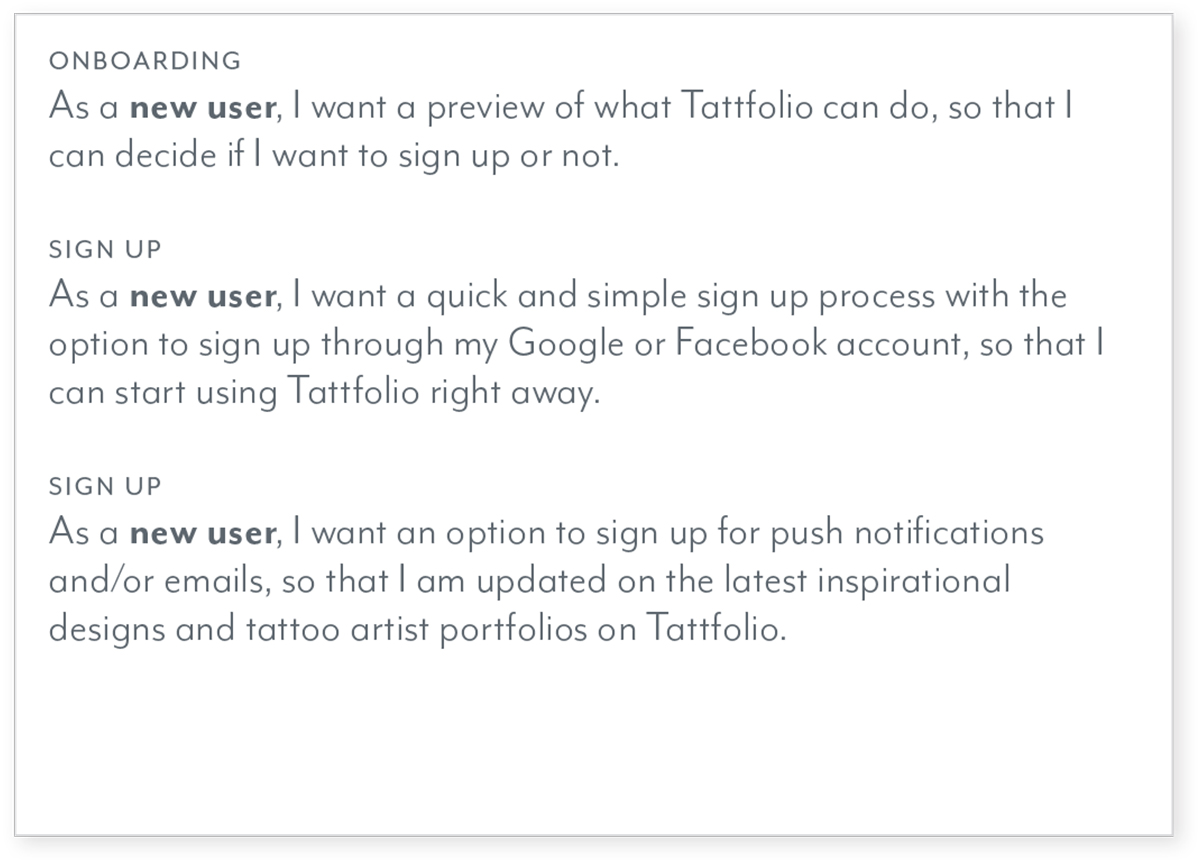 ONBOARDING
As a new user, I want a preview of what Tattfolio can do, so that I
can decide if I want to sign up or not.
SIGN UP
As a new user, I want a quick and simple sign up process with the
option to sign up through my Google or Facebook account, so that I
can start using Tattfolio right away.
SIGN UP
As a new user, I want an option to sign up for push notifications
and/or emails, so that I am updated on the latest inspirational
designs and tattoo artist portfolios on Tattfolio.